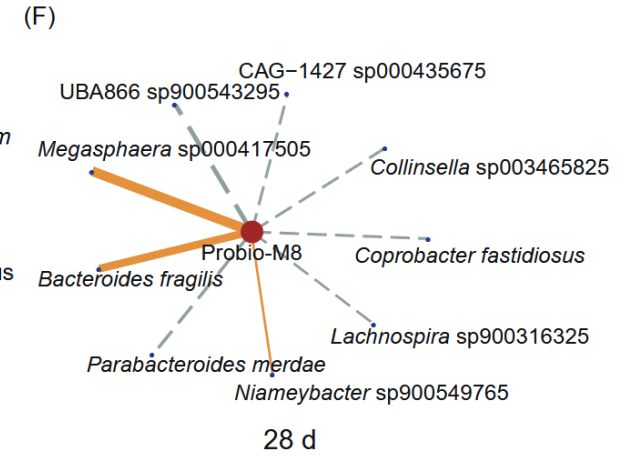 (F)
CAG−1427 sp000435675
UBA866 sp900543295
m
Megasphaera sp000417505
Collinsella sp003465825
Probio-M8
Coprobacter fastidiosus
us
Bacteroides fragilis
Lachnospira sp900316325
Parabacteroides merdae
Niameybacter sp900549765
28 d